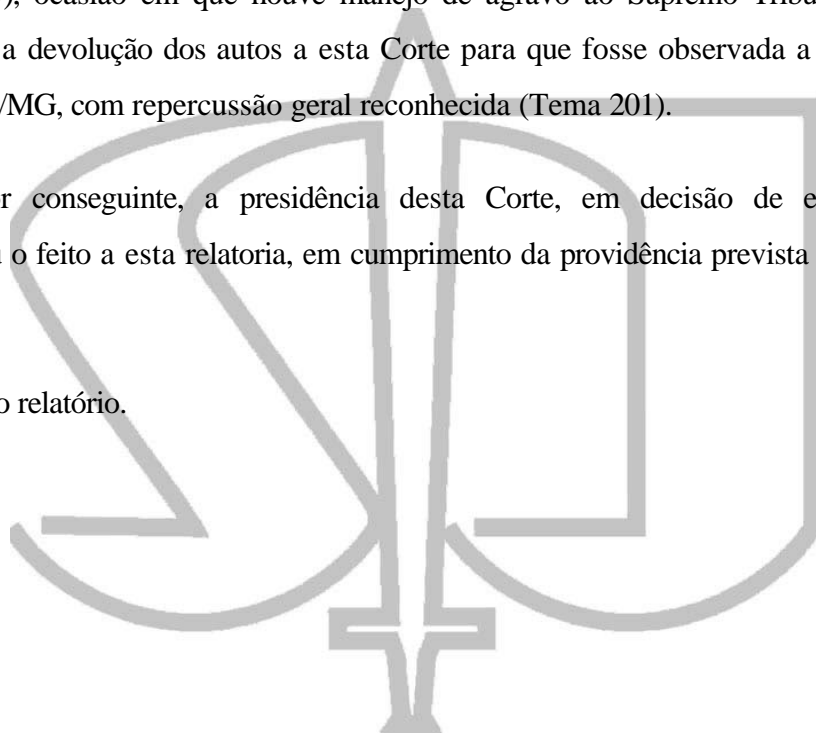 ), ocasião em que houve manejo de agravo ao Supremo Tribu
a devolução dos autos a esta Corte para que fosse observada a
/MG, com repercussão geral reconhecida (Tema 201).
r conseguinte, a presidência desta Corte, em decisão de e
o feito a esta relatoria, em cumprimento da providência prevista
o relatório.